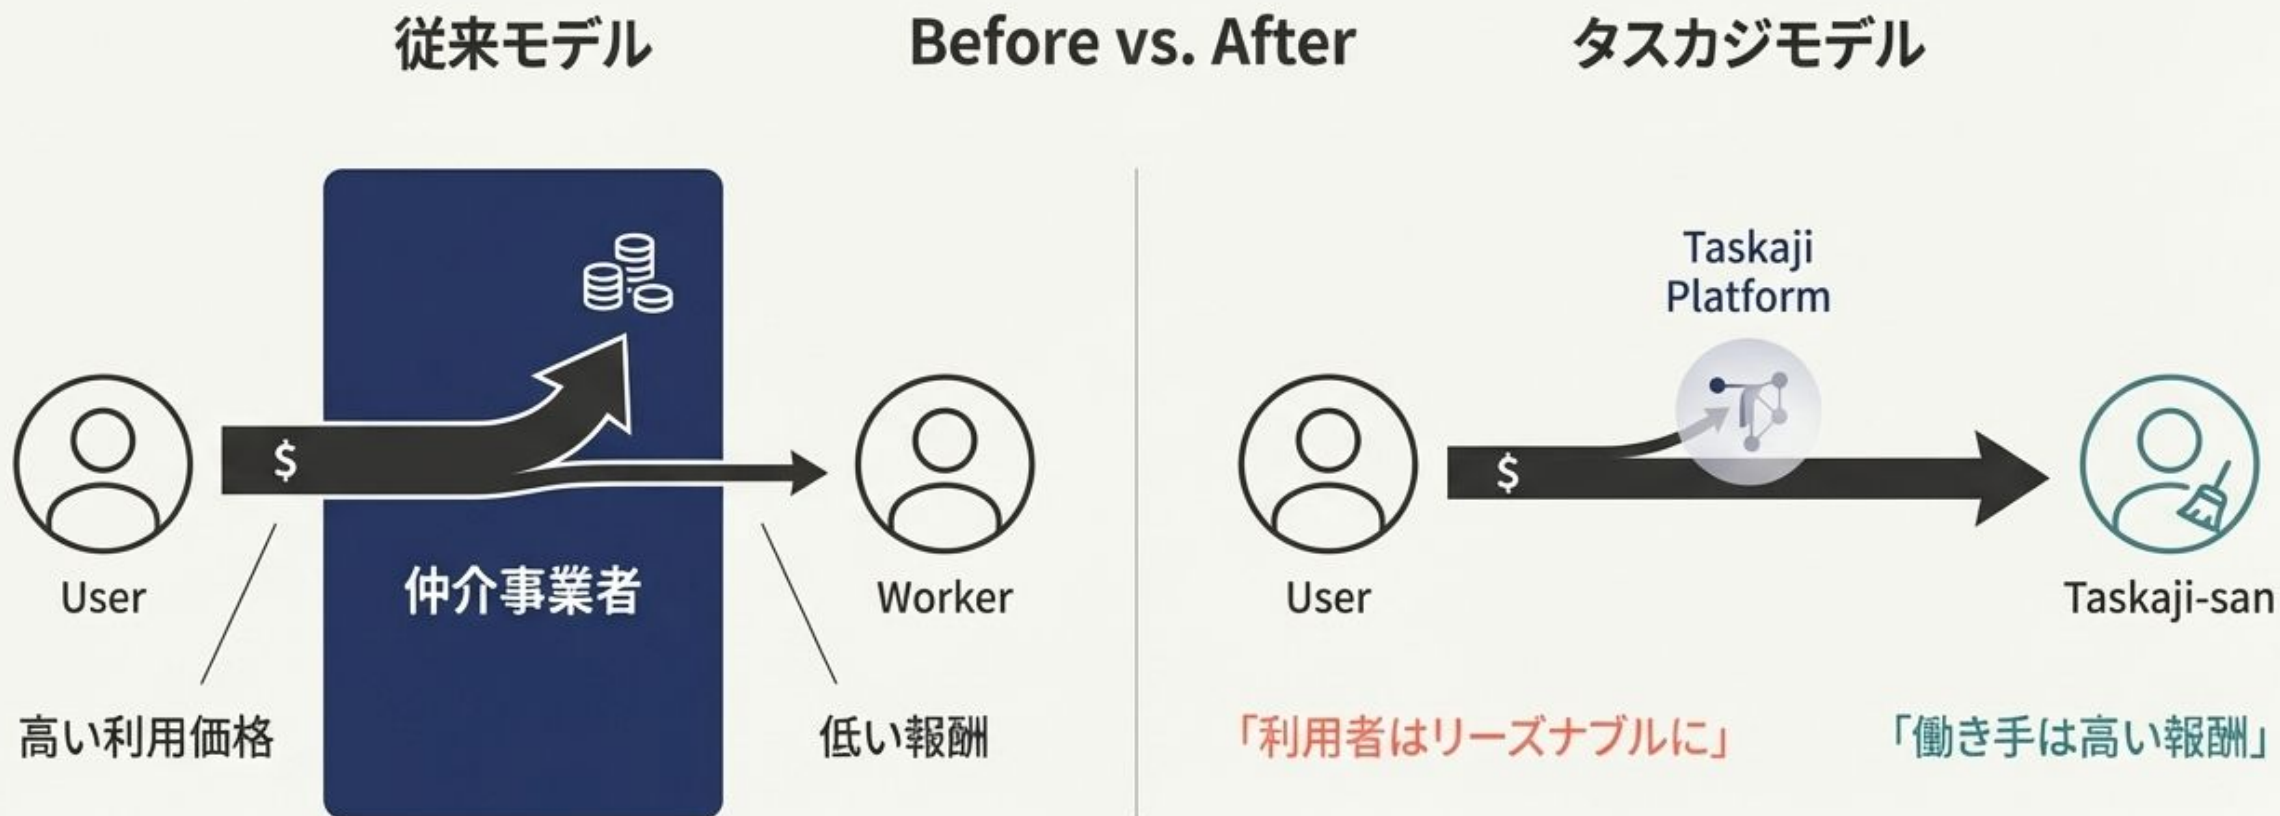 従来モデル
Before vs. After
タスカジモデル
$
仲介事業者
User
Worker
高い利用価格
低い報酬
Taskaji
Platform
T
$
User
Taskaji-san
「利用者はリーズナブルに」
「働き手は高い報酬」